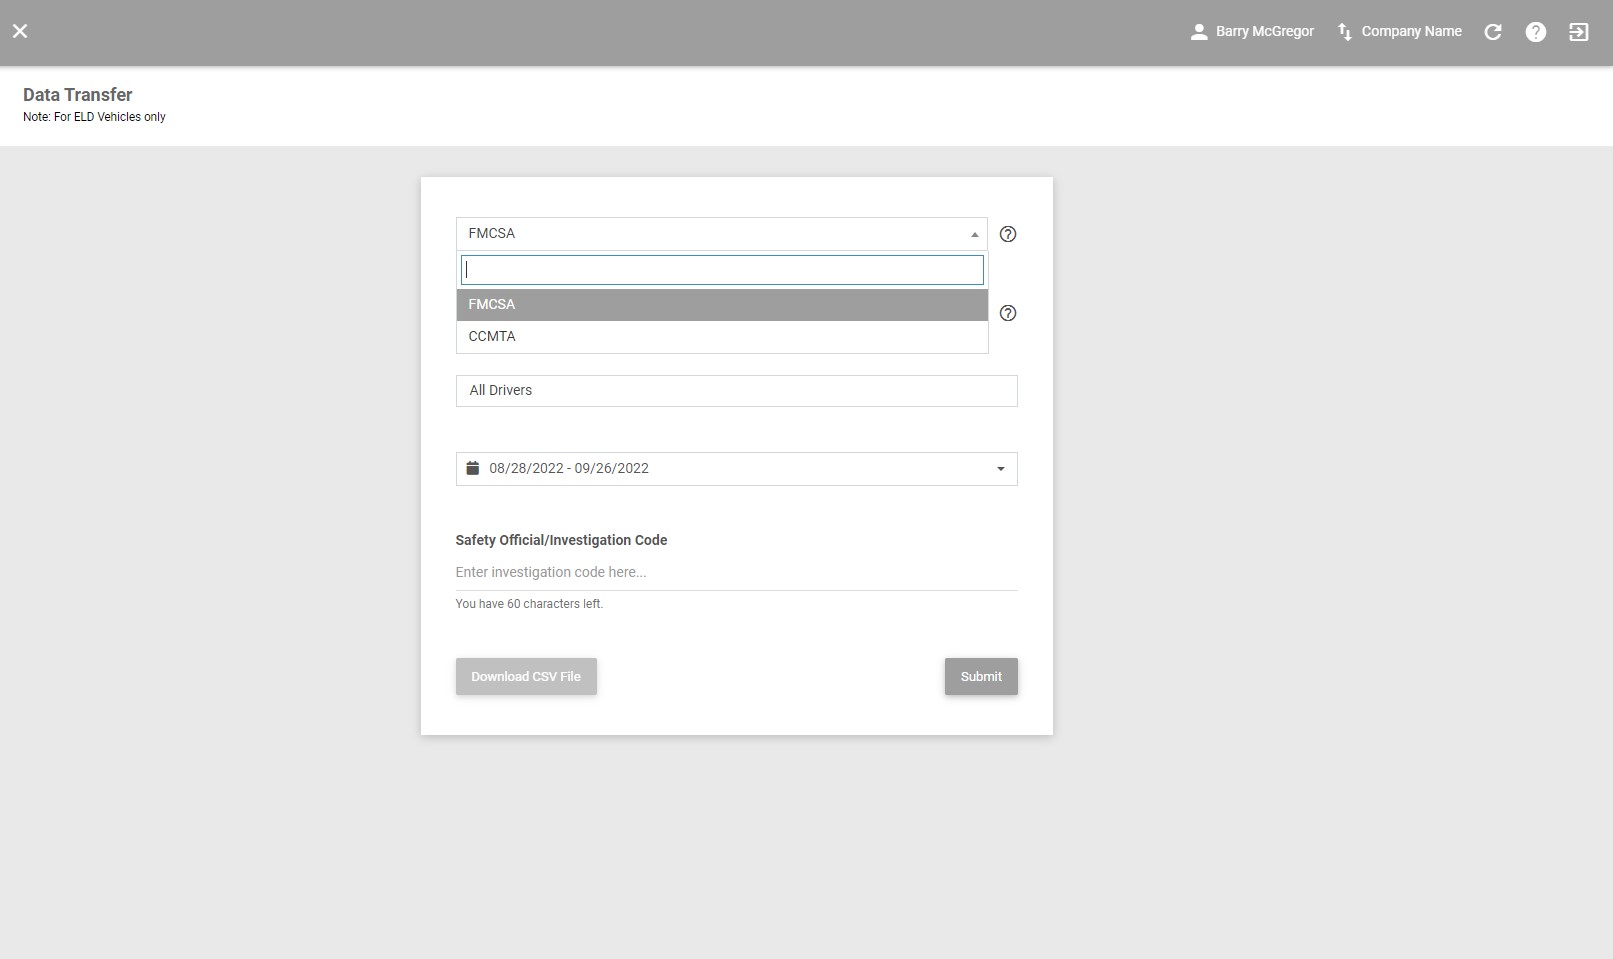 Barry McGregor
Company Name
Data Transfer
Note: For ELD Vehicles only
FMCSA
FMCSA
CCMTA
All Drivers
08/28/2022 - 09/26/2022
Safety Official/Investigation Code
Enter investigation code here...
You have 60 characters left.
Download CSV File
Submit